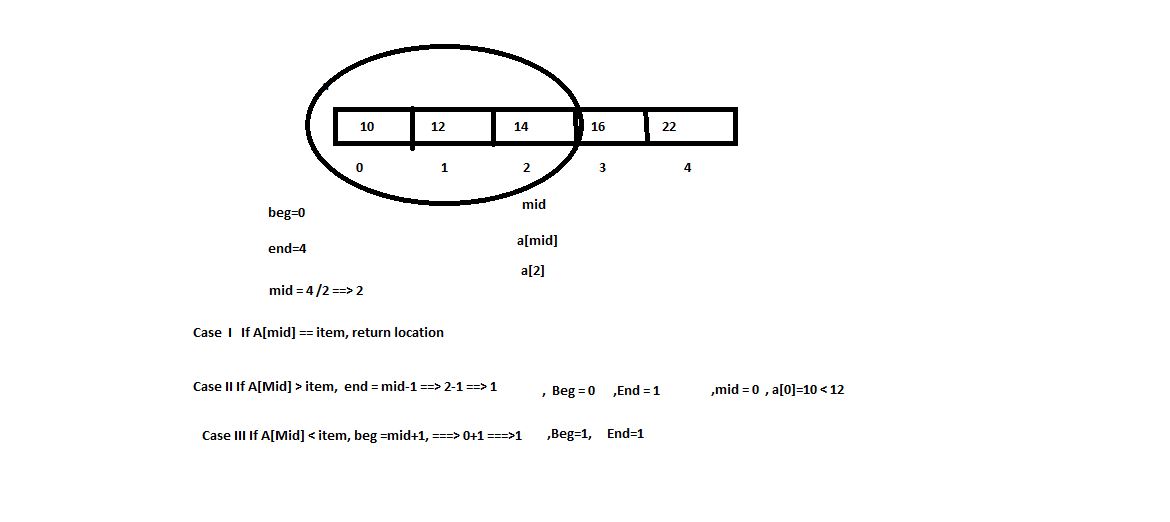 10 12 14 16 22
0 1 2 3 4
mid
beg=0
a[mid]
end=4
a[2]
mid = 4 /2 ==> 2
Case I If A[mid] == item, return location
Case II If A[Mid] > item, end = mid-1 ==> 2-1 ==> 1 , Beg = 0 ,End = 1 ,mid = 0 , a[0]=10 < 12
Case III If A[Mid] < item, beg =mid+1, ===> 0+1 ===>1 ,Beg=1, End=1